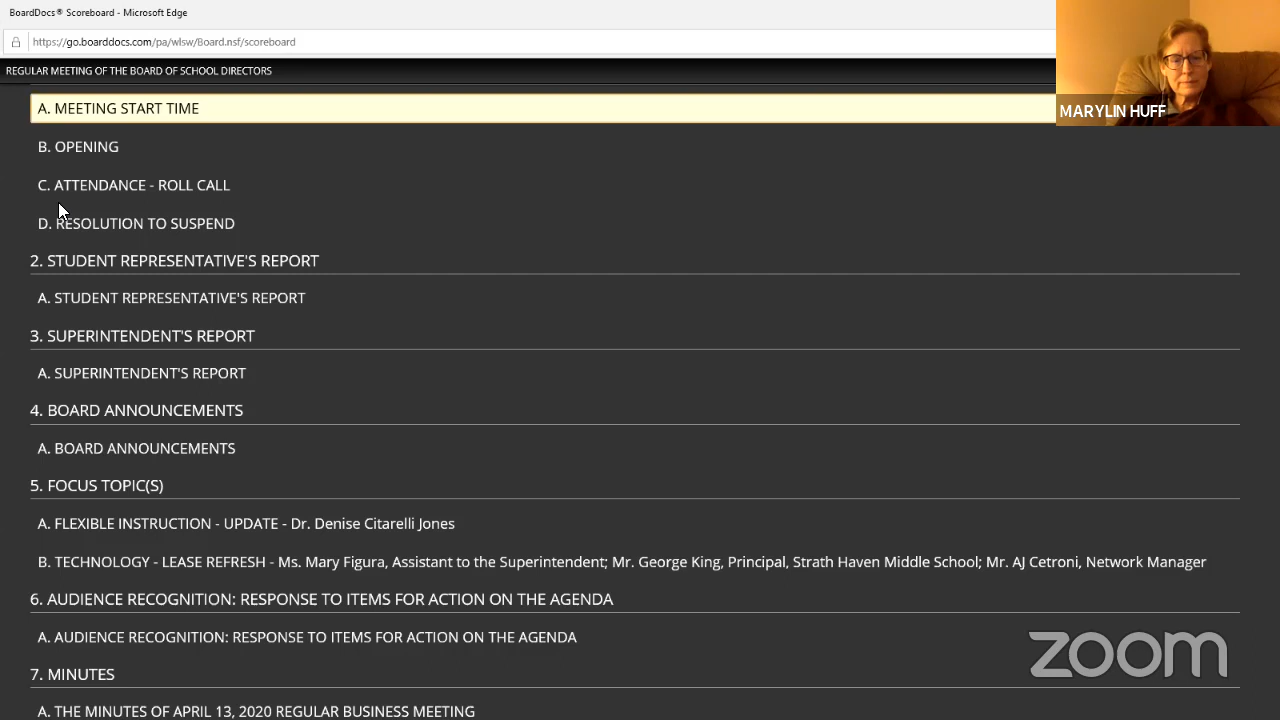 BoardDocs® Scoreboard - Microsoft Edge
https://go.boarddocs.com/pa/wlsw/Board.nsf/scoreboard
REGULAR MEETING OF THE BOARD OF SCHOOL DIRECTORS
MARYLIN HUFF
A. MEETING START TIME
B. OPENING
C. ATTENDANCE - ROLL CALL
D. RESOLUTION TO SUSPEND
2. STUDENT REPRESENTATIVE'S REPORT
A. STUDENT REPRESENTATIVE'S REPORT
3. SUPERINTENDENT'S REPORT
A. SUPERINTENDENT'S REPORT
4. BOARD ANNOUNCEMENTS
A. BOARD ANNOUNCEMENTS
5. FOCUS TOPIC(S)
A. FLEXIBLE INSTRUCTION - UPDATE - Dr. Denise Citarelli Jones
B. TECHNOLOGY - LEASE REFRESH - Ms. Mary Figura, Assistant to the Superintendent; Mr. George King, Principal, Strath Haven Middle School; Mr. AJ Cetroni, Network Manager
6. AUDIENCE RECOGNITION: RESPONSE TO ITEMS FOR ACTION ON THE AGENDA
A. AUDIENCE RECOGNITION: RESPONSE TO ITEMS FOR ACTION ON THE AGENDA
7. MINUTES
A. THE MINUTES OF APRIL 13, 2020 REGULAR BUSINESS MEETING
zoom